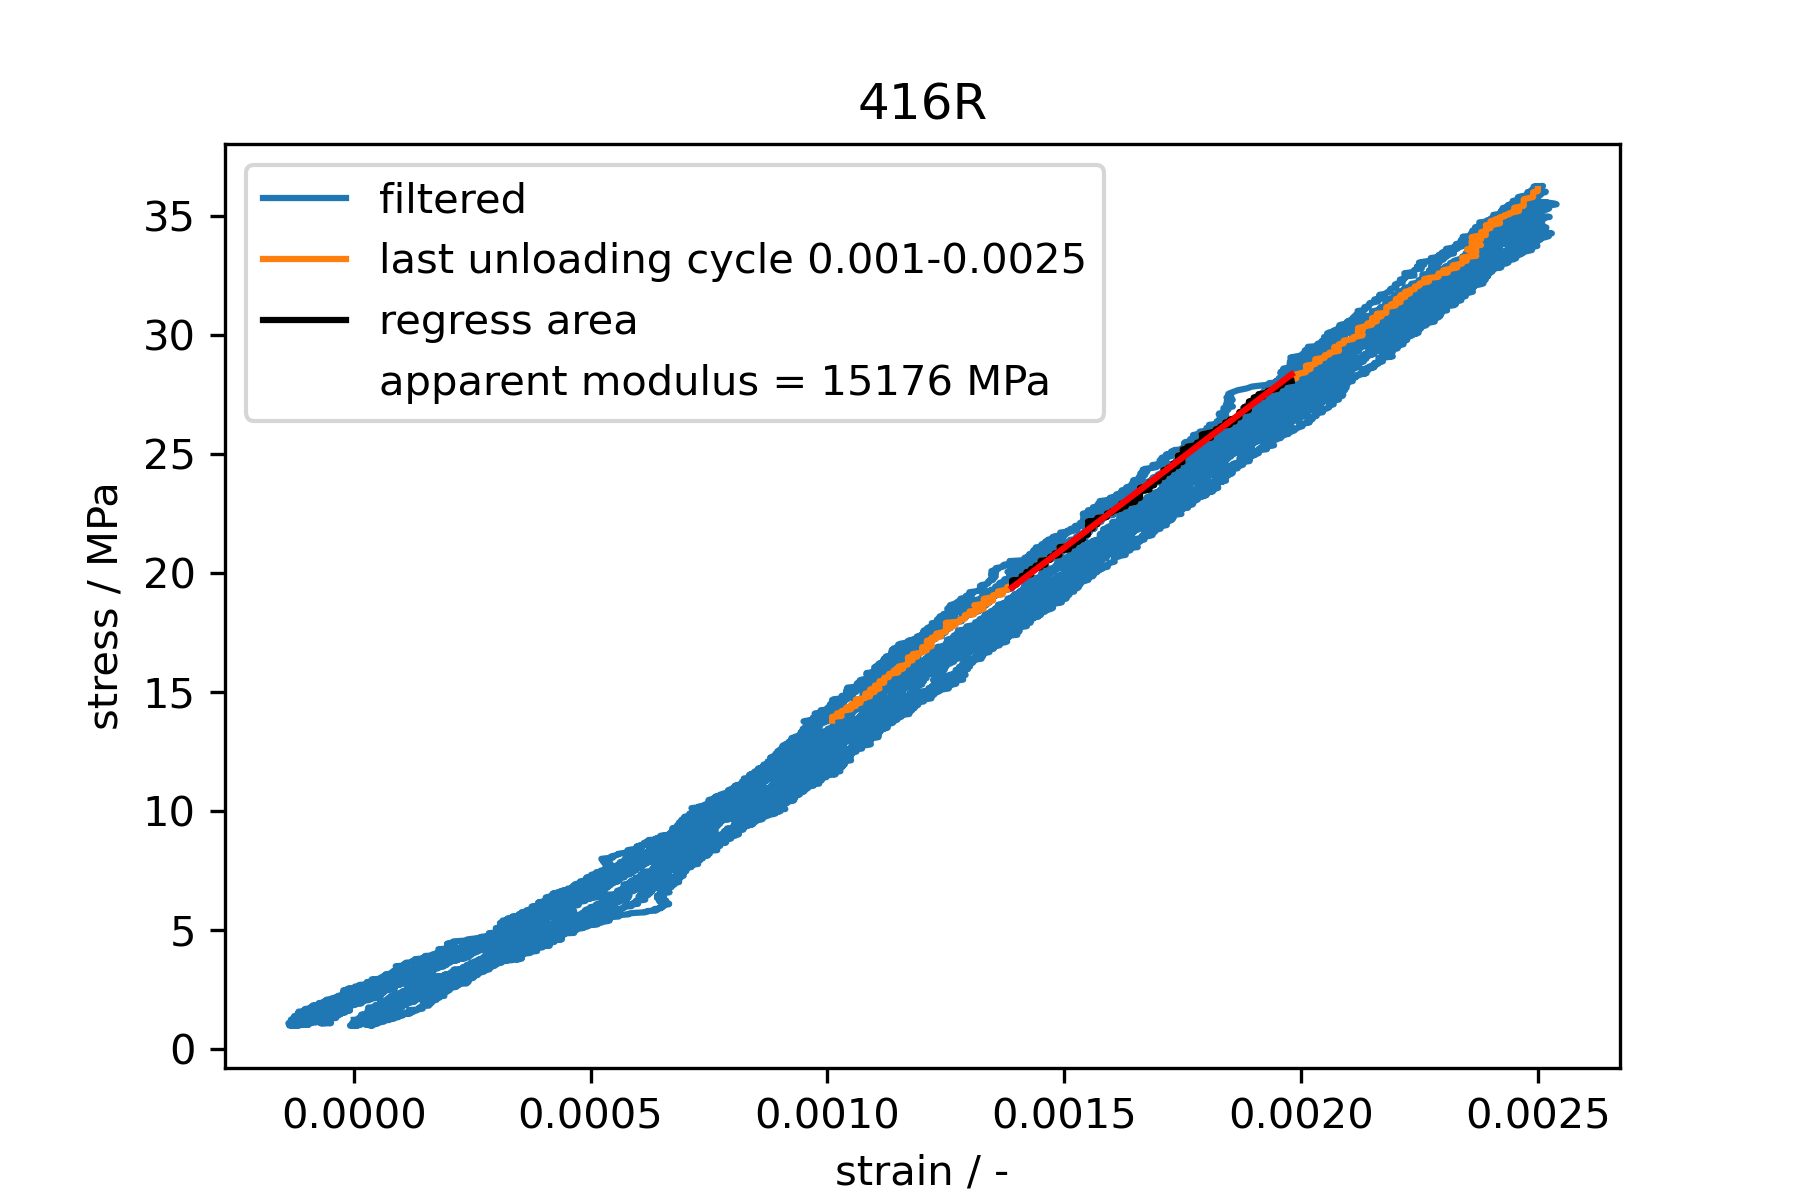 416R
filtered
last unloading cycle 0.001-0.0025
regress area
apparent modulus = 15176 MPa
35
30
25
20
15
10
5
0
stress / MPa
0.0000 0.0005 0.0010 0.0015 0.0020 0.0025
strain / -